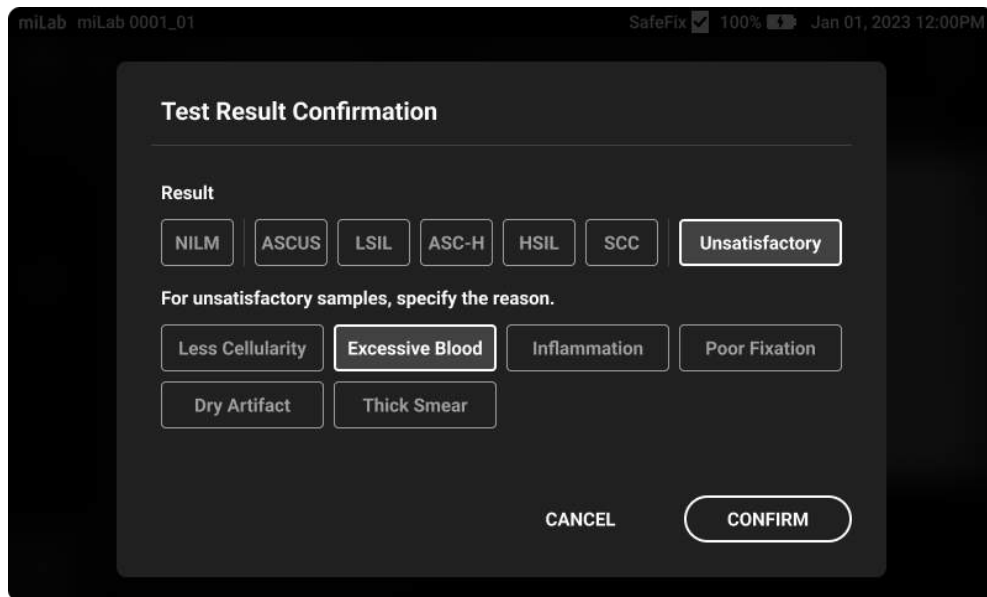 miLab miLab 0001_01 SafeFix 100% Jan 01, 2023 12:00PM
Test Result Confirmation
Result
NILM ASCUS LSIL ASC-H HSIL SCC Unsatisfactory
For unsatisfactory samples, specify the reason.
Less Cellularity Excessive Blood Inflammation Poor Fixation
Dry Artifact Thick Smear
CANCEL CONFIRM